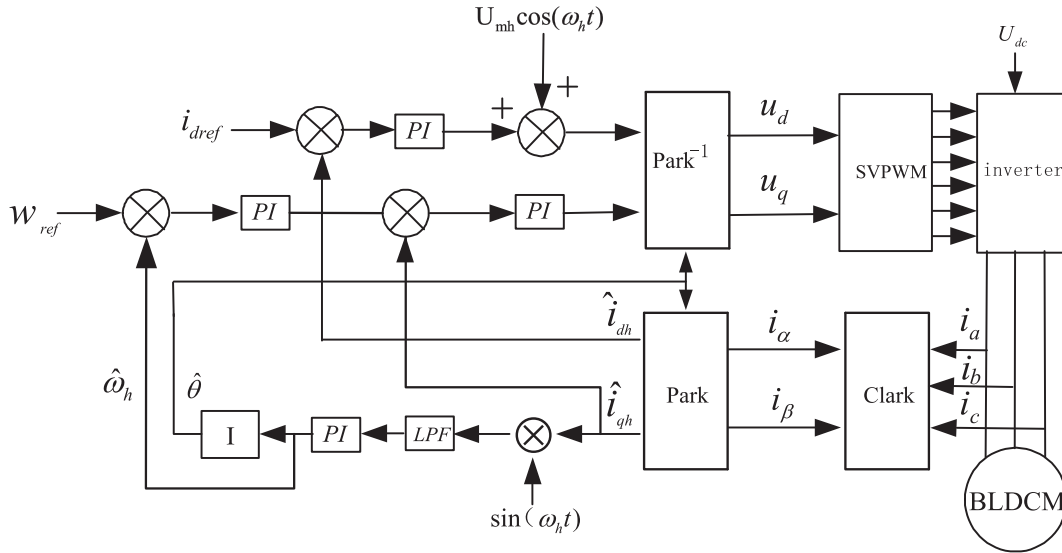 U_mh cos(ω_h t)
U_dc
+
+
i_dref
PI
Park⁻¹
u_d
SVPWM
inverter
w_ref
PI
PI
u_q
î_dh
i_α
i_a
ω̂_h
θ̂
Park
Clark
i_b
î_qh
i_β
i_c
I
PI
LPF
sin(ω_h t)
BLDCM